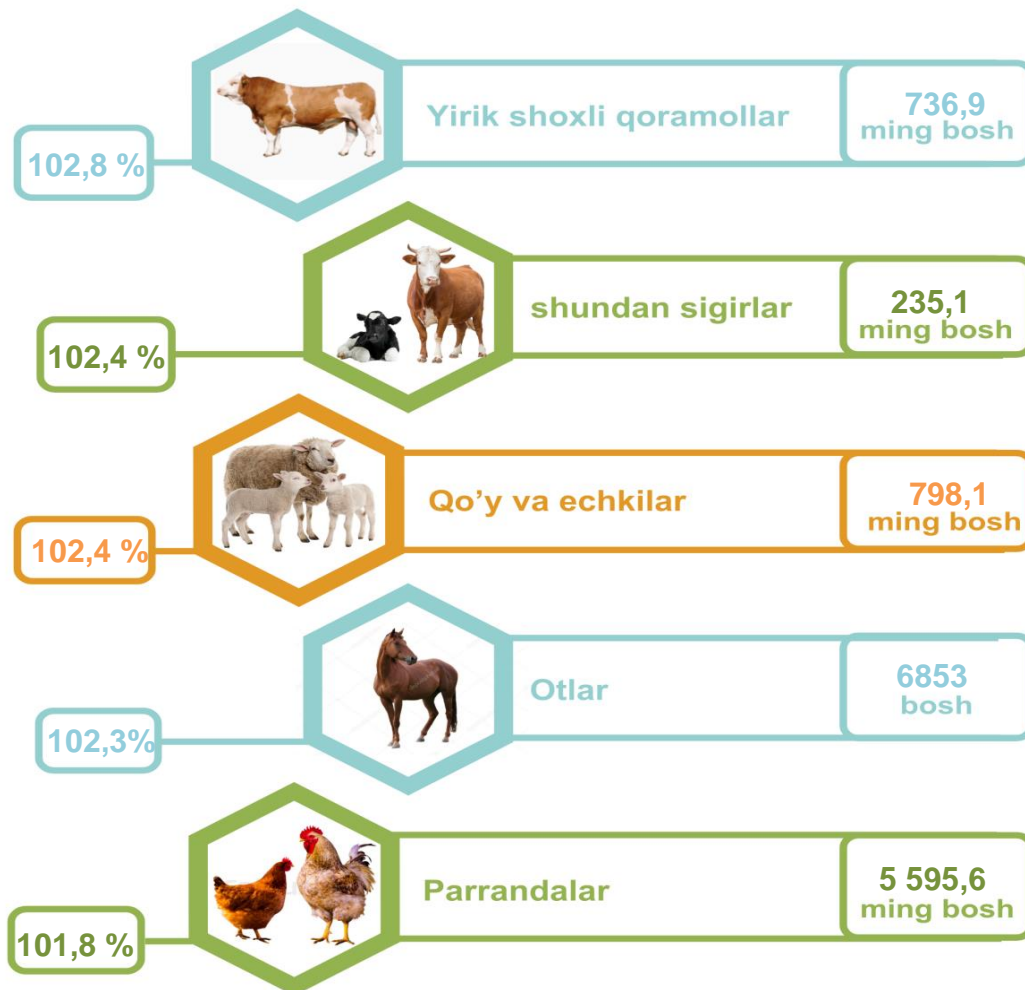 102,8 %
Yirik shoxli qoramollar
736,9
ming bosh
102,4 %
shundan sigirlar
235,1
ming bosh
102,4 %
Qo'y va echkilar
798,1
ming bosh
102,3%
Otlar
6853
bosh
101,8 %
Parrandalar
5 595,6
ming bosh